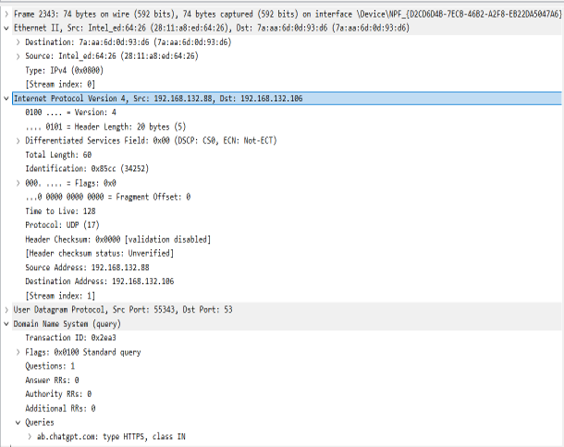 Frame 2343: 74 bytes on wire (592 bits), 74 bytes captured (592 bits) on interface \Device\NPF_{D2CD6D4B-7ECB-46B2-A2F8-EB22DA5047A6}
Ethernet II, Src: Intel_ed:64:26 (28:11:a8:ed:64:26), Dst: 7a:aa:6d:0d:93:d6 (7a:aa:6d:0d:93:d6)
Destination: 7a:aa:6d:0d:93:d6 (7a:aa:6d:0d:93:d6)
Source: Intel_ed:64:26 (28:11:a8:ed:64:26)
Type: IPv4 (0x0800)
[Stream index: 0]
Internet Protocol Version 4, Src: 192.168.132.88, Dst: 192.168.132.106
0100 .... = Version: 4
.... 0101 = Header Length: 20 bytes (5)
Differentiated Services Field: 0x00 (DSCP: CS0, ECN: Not-ECT)
Total Length: 60
Identification: 0x85cc (34252)
000. .... = Flags: 0x0
...0 0000 0000 0000 = Fragment Offset: 0
Time to Live: 128
Protocol: UDP (17)
Header Checksum: 0x0000 [validation disabled]
[Header checksum status: Unverified]
Source Address: 192.168.132.88
Destination Address: 192.168.132.106
[Stream index: 1]
User Datagram Protocol, Src Port: 55343, Dst Port: 53
Domain Name System (query)
Transaction ID: 0x2ea3
Flags: 0x0100 Standard query
Questions: 1
Answer RRs: 0
Authority RRs: 0
Additional RRs: 0
Queries
ab.chatgpt.com: type HTTPS, class IN